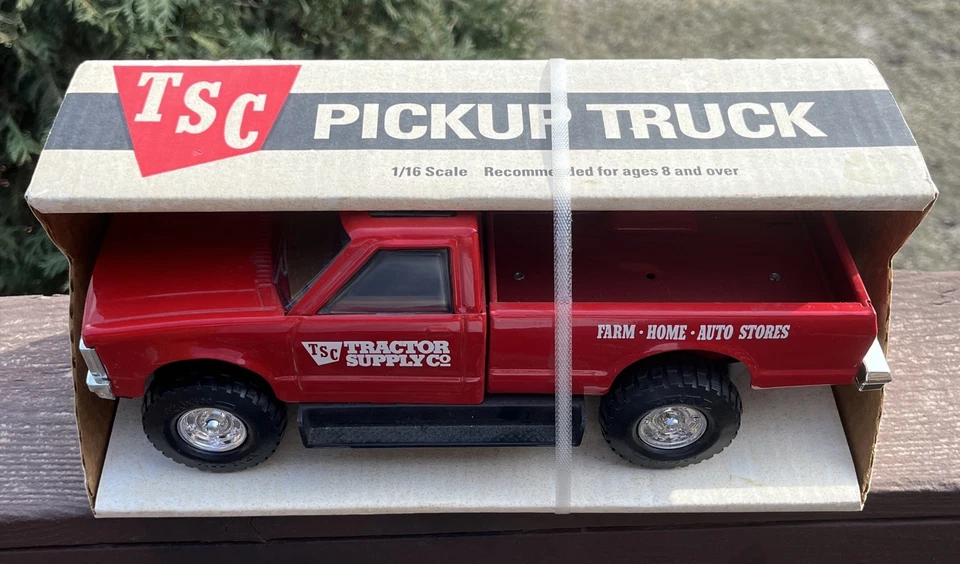 TSC PICKUP TRUCK
1/16 Scale Recommended for ages 8 and over
TSC TRACTOR
SUPPLY CO
FARM · HOME · AUTO STORES